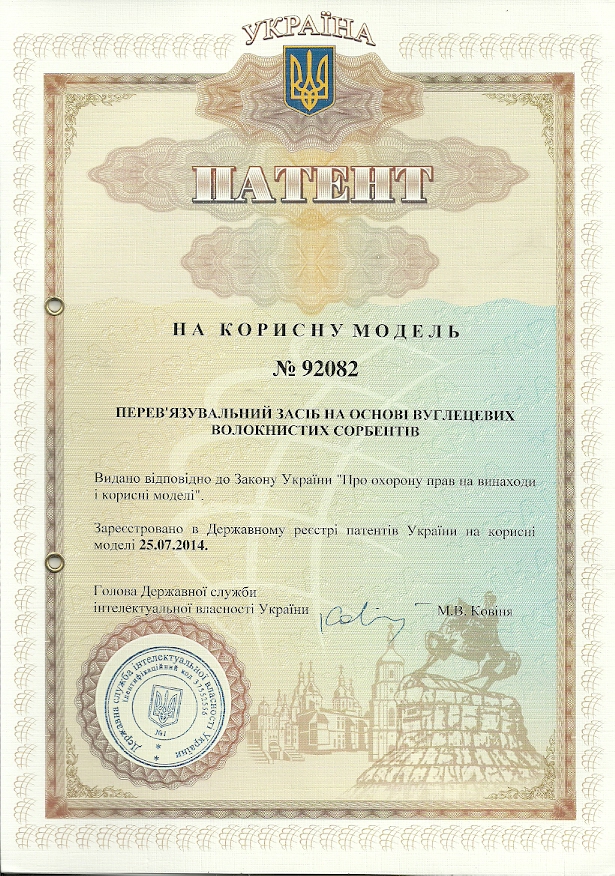 УКРАЇНА
ПАТЕНТ
НА КОРИСНУ МОДЕЛЬ
№ 92082
ПЕРЕВ'ЯЗУВАЛЬНИЙ ЗАСІБ НА ОСНОВІ ВУГЛЕЦЕВИХ
ВОЛОКНИСТИХ СОРБЕНТІВ
Видано відповідно до Закону України "Про охорону прав на винаходи
і корисні моделі".
Зареєстровано в Державному реєстрі патентів України на корисні
моделі 25.07.2014.
Голова Державної служби
інтелектуальної власності України
М.В. Ковіня
Державна служба інтелектуальної власності України
Ідентифікаційний код
№1